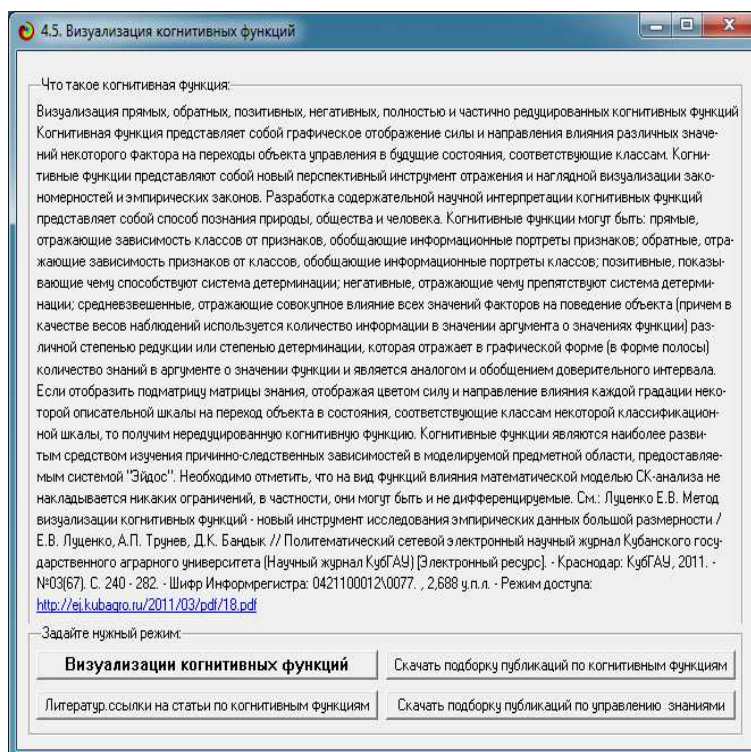 4.5. Визуализация когнитивных функций
Что такое когнитивная функция:
Визуализация прямых, обратных, позитивных, негативных, полностью и частично редуцированных когнитивных функций
Когнитивная функция представляет собой графическое отображение силы и направления влияния различных значе-
ний некоторого фактора на переходы объекта управления в будущие состояния, соответствующие классам. Когни-
тивные функции представляют собой новый перспективный инструмент отражения и наглядной визуализации зако-
номерностей и эмпирических законов. Разработка содержательной научной интерпретации когнитивных функций
представляет собой способ познания природы, общества и человека. Когнитивные функции могут быть: прямые,
отражающие зависимость классов от признаков, обобщающие информационные портреты признаков; обратные, отра-
жающие зависимость признаков от классов, обобщающие информационные портреты классов; позитивные, показы-
вающие чему способствуют система детерминации; негативные, отражающие чему препятствуют система детерми-
нации; средневзвешенные, отражающие совокупное влияние всех значений факторов на поведение объекта (причем в
качестве весов наблюдений используется количество информации в значении аргумента о значениях функции) раз-
личной степенью редукции или степенью детерминации, которая отражает в графической форме (в форме полосы)
количество знаний в аргументе о значении функции и является аналогом и обобщением доверительного интервала.
Если отобразить подматрицу матрицы знания, отображая цветом силу и направление влияния каждой градации неко-
торой описательной шкалы на переход объекта в состояния, соответствующие классам некоторой классификацион-
ной шкалы, то получим нередуцированную когнитивную функцию. Когнитивные функции являются наиболее разви-
тым средством изучения причинно-следственных зависимостей в моделируемой предметной области, предоставляе-
мым системой "Эйдос". Необходимо отметить, что на вид функции влияния математической моделью СК-анализа не
накладывается никаких ограничений, в частности, они могут быть и не дифференцируемые. См.: Луценко Е.В. Метод
визуализации когнитивных функций - новый инструмент исследования эмпирических данных большой размерности /
Е.В. Луценко, А.П. Трунев, Д.К. Бандык // Политематический сетевой электронный научный журнал Кубанского госу-
дарственного аграрного университета (Научный журнал КубГАУ) [Электронный ресурс]. - Краснодар: КубГАУ, 2011. -
№03(67). С. 240 - 282. - Шифр Информрегистра: 0421100012\0077. , 2,688 у.п.л. - Режим доступа:
http://ej.kubagro.ru/2011/03/pdf/18.pdf
Задайте нужный режим:
Визуализации когнитивных функций
Скачать подборку публикаций по когнитивным функциям
Литератур.ссылки на статьи по когнитивным функциям
Скачать подборку публикаций по управлению знаниями